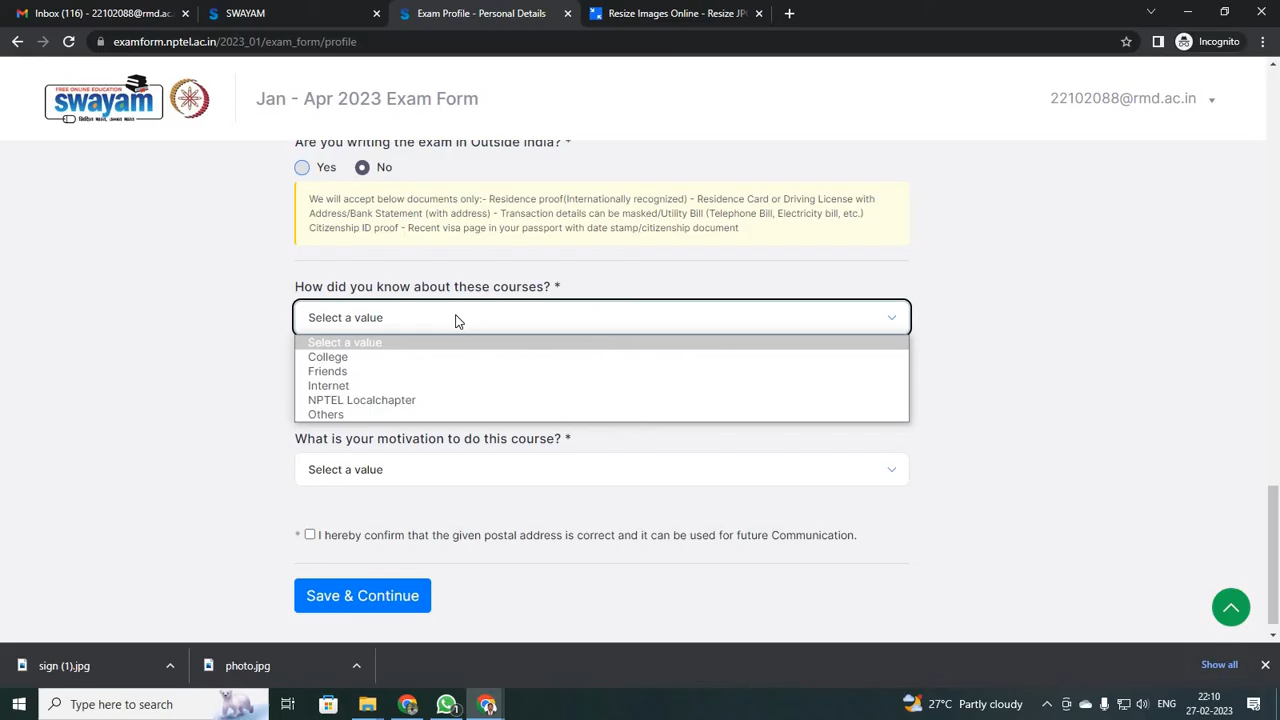 Inbox (116) - 22102088@rmd.ac.
SWAYAM
Exam Profile - Personal Details
Resize Images Online - Resize JP
examform.nptel.ac.in/2023_01/exam_form/profile
Incognito
FREE ONLINE EDUCATION
swayam
शिक्षित भारत, उन्नत भारत
Jan - Apr 2023 Exam Form
22102088@rmd.ac.in
Are you writing the exam in Outside India? *
Yes
No
We will accept below documents only:- Residence proof(Internationally recognized) - Residence Card or Driving License with
Address/Bank Statement (with address) - Transaction details can be masked/Utility Bill (Telephone Bill, Electricity bill, etc.)
Citizenship ID proof - Recent visa page in your passport with date stamp/citizenship document
How did you know about these courses? *
Select a value
Select a value
College
Friends
Internet
NPTEL Localchapter
Others
What is your motivation to do this course? *
Select a value
* I hereby confirm that the given postal address is correct and it can be used for future Communication.
Save & Continue
sign (1).jpg
photo.jpg
Show all
Type here to search
27°C Partly cloudy
ENG
22:10
27-02-2023